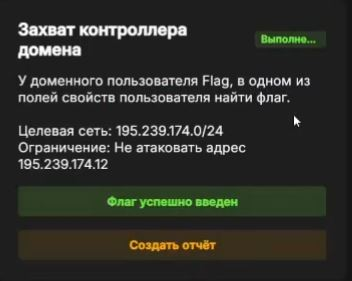 Захват контроллера
домена
Выполне...
У доменного пользователя Flag, в одном из
полей свойств пользователя найти флаг.
Целевая сеть: 195.239.174.0/24
Ограничение: Не атаковать адрес
195.239.174.12
Флаг успешно введен
Создать отчёт